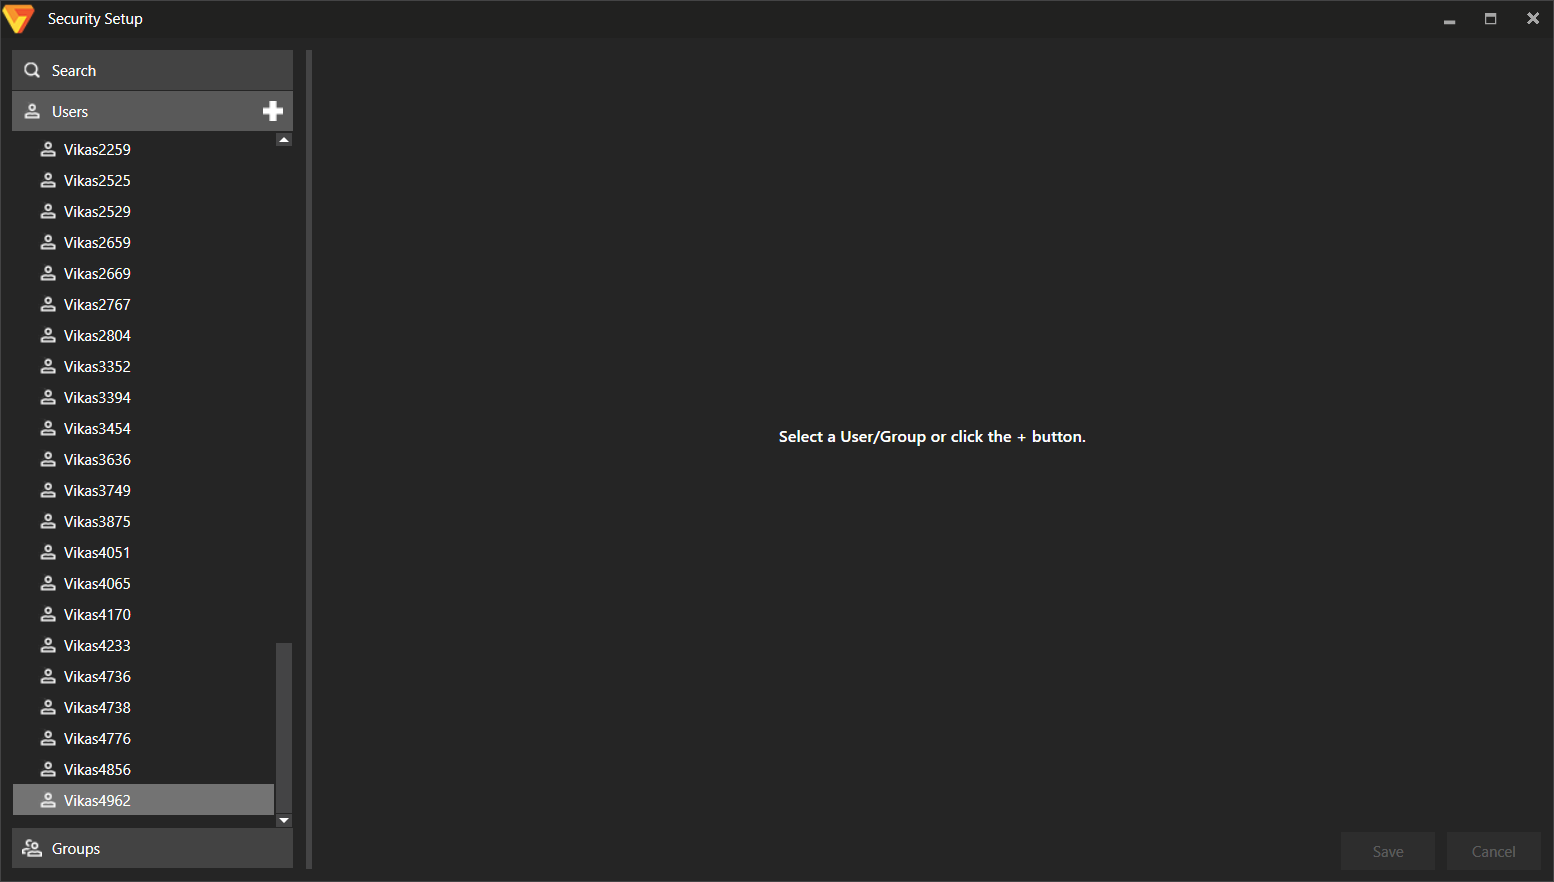 Security Setup
Search
Users
Vikas2259
Vikas2525
Vikas2529
Vikas2659
Vikas2669
Vikas2767
Vikas2804
Vikas3352
Vikas3394
Vikas3454
Vikas3636
Vikas3749
Vikas3875
Vikas4051
Vikas4065
Vikas4170
Vikas4233
Vikas4736
Vikas4738
Vikas4776
Vikas4856
Vikas4962
Groups
Select a User/Group or click the + button.
Save
Cancel